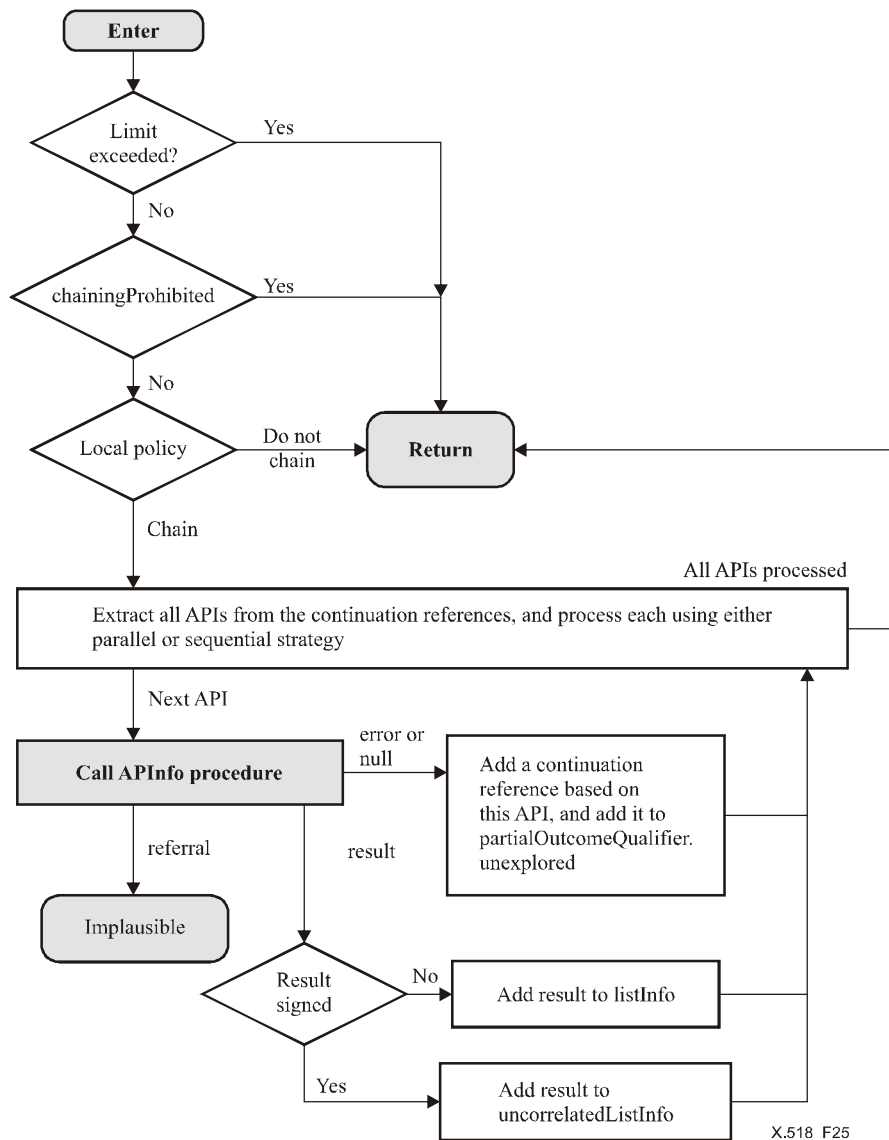 Enter
Limit
exceeded?
Yes
No
chainingProhibited
Yes
No
Local policy
Do not
chain
Return
Chain
All APIs processed
Extract all APIs from the continuation references, and process each using either
parallel or sequential strategy
Next API
Call APInfo procedure
error or
null
Add a continuation
reference based on
this API, and add it to
partialOutcomeQualifier.
unexplored
referral
result
Implausible
Result
signed
No
Add result to listInfo
Yes
Add result to
uncorrelatedListInfo
X.518_F25